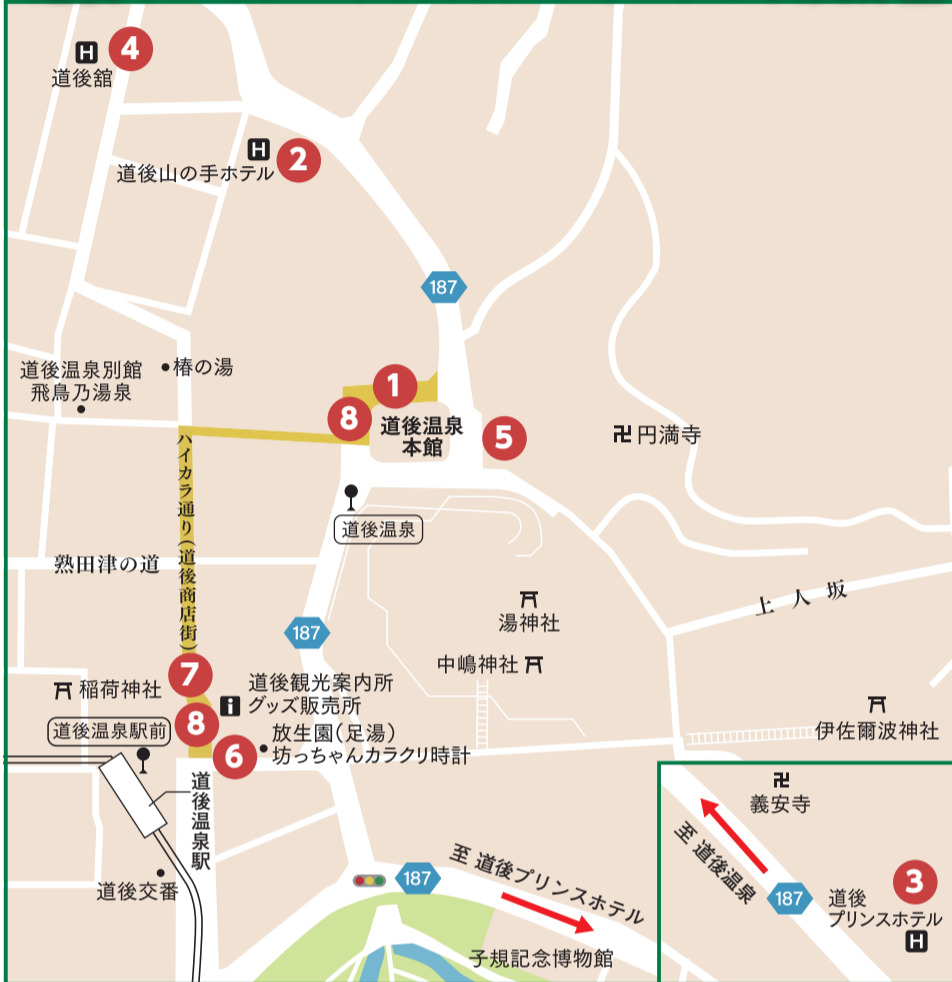 H
4
道後舘
H
2
道後山の手ホテル
187
道後温泉別館
飛鳥乃湯泉
椿の湯
1
8
道後温泉
本館
5
円満寺
道後温泉
ハイカラ通り(道後商店街)
熟田津の道
上人坂
湯神社
187
中嶋神社
7
稲荷神社
i
道後観光案内所
グッズ販売所
8
道後温泉駅前
6
放生園(足湯)
坊っちゃんカラクリ時計
伊佐爾波神社
道後温泉駅
道後交番
187
至 道後プリンスホテル
子規記念博物館
義安寺
至 道後温泉
187
3
道後
プリンスホテル
H